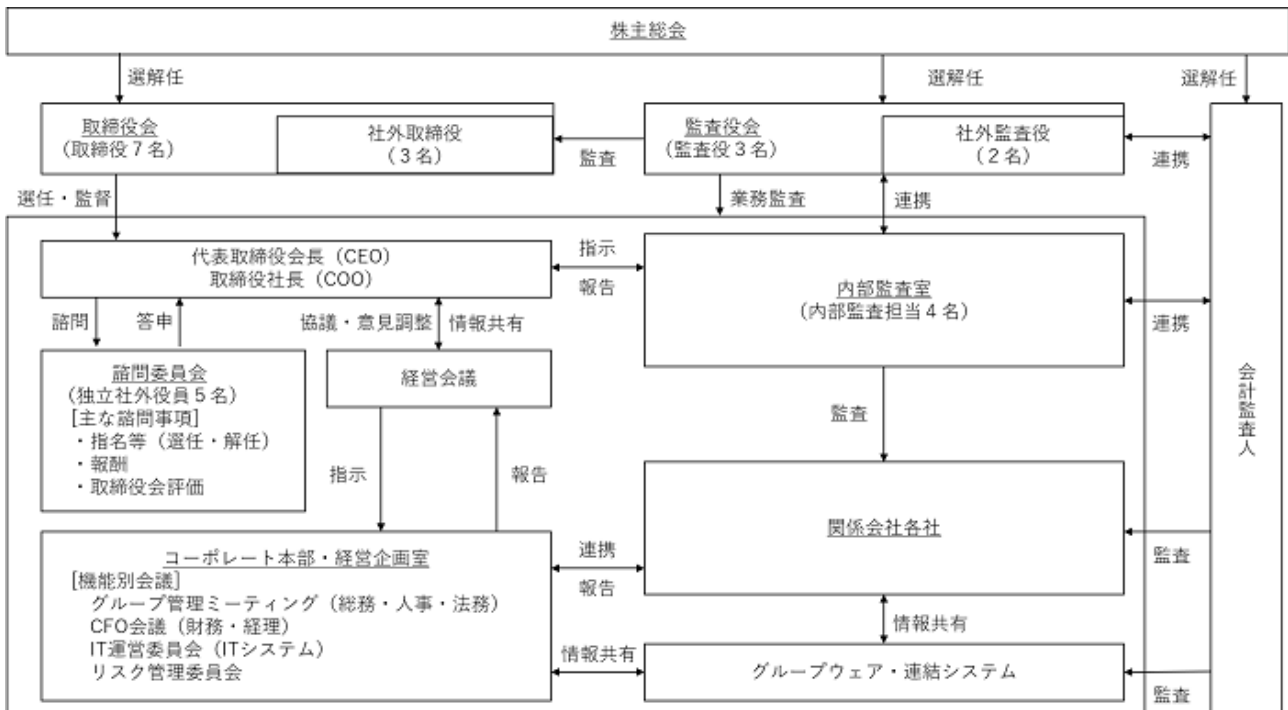 株主総会
選解任
選解任
選解任
取締役会
(取締役7名)
社外取締役
(3名)
監査
監査役会
(監査役3名)
社外監査役
(2名)
連携
選任・監督
業務監査
連携
代表取締役会長（CEO）
取締役社長（COO）
指示
報告
内部監査室
(内部監査担当4名)
連携
諮問
答申
協議・意見調整
情報共有
諮問委員会
(独立社外役員5名)
[主な諮問事項]
・指名等（選任・解任）
・報酬
・取締役会評価
経営会議
監査
会計監査人
指示
報告
関係会社各社
監査
コーポレート本部・経営企画室
[機能別会議]
グループ管理ミーティング（総務・人事・法務）
CFO会議（財務・経理）
IT運営委員会（ITシステム）
リスク管理委員会
連携
報告
情報共有
情報共有
グループウェア・連結システム
監査